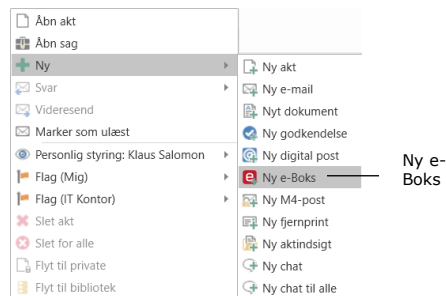 Åbn akt
Åbn sag
Ny
Svar
Videresend
Marker som ulæst
Personlig styring: Klaus Salomon
Flag (Mig)
Flag (IT Kontor)
Slet akt
Slet for alle
Flyt til private
Flyt til bibliotek
Ny akt
Ny e-mail
Nyt dokument
Ny godkendelse
Ny digital post
Ny e-Boks
Ny M4-post
Ny fjernprint
Ny aktindsigt
Ny chat
Ny chat til alle
Ny e-
Boks